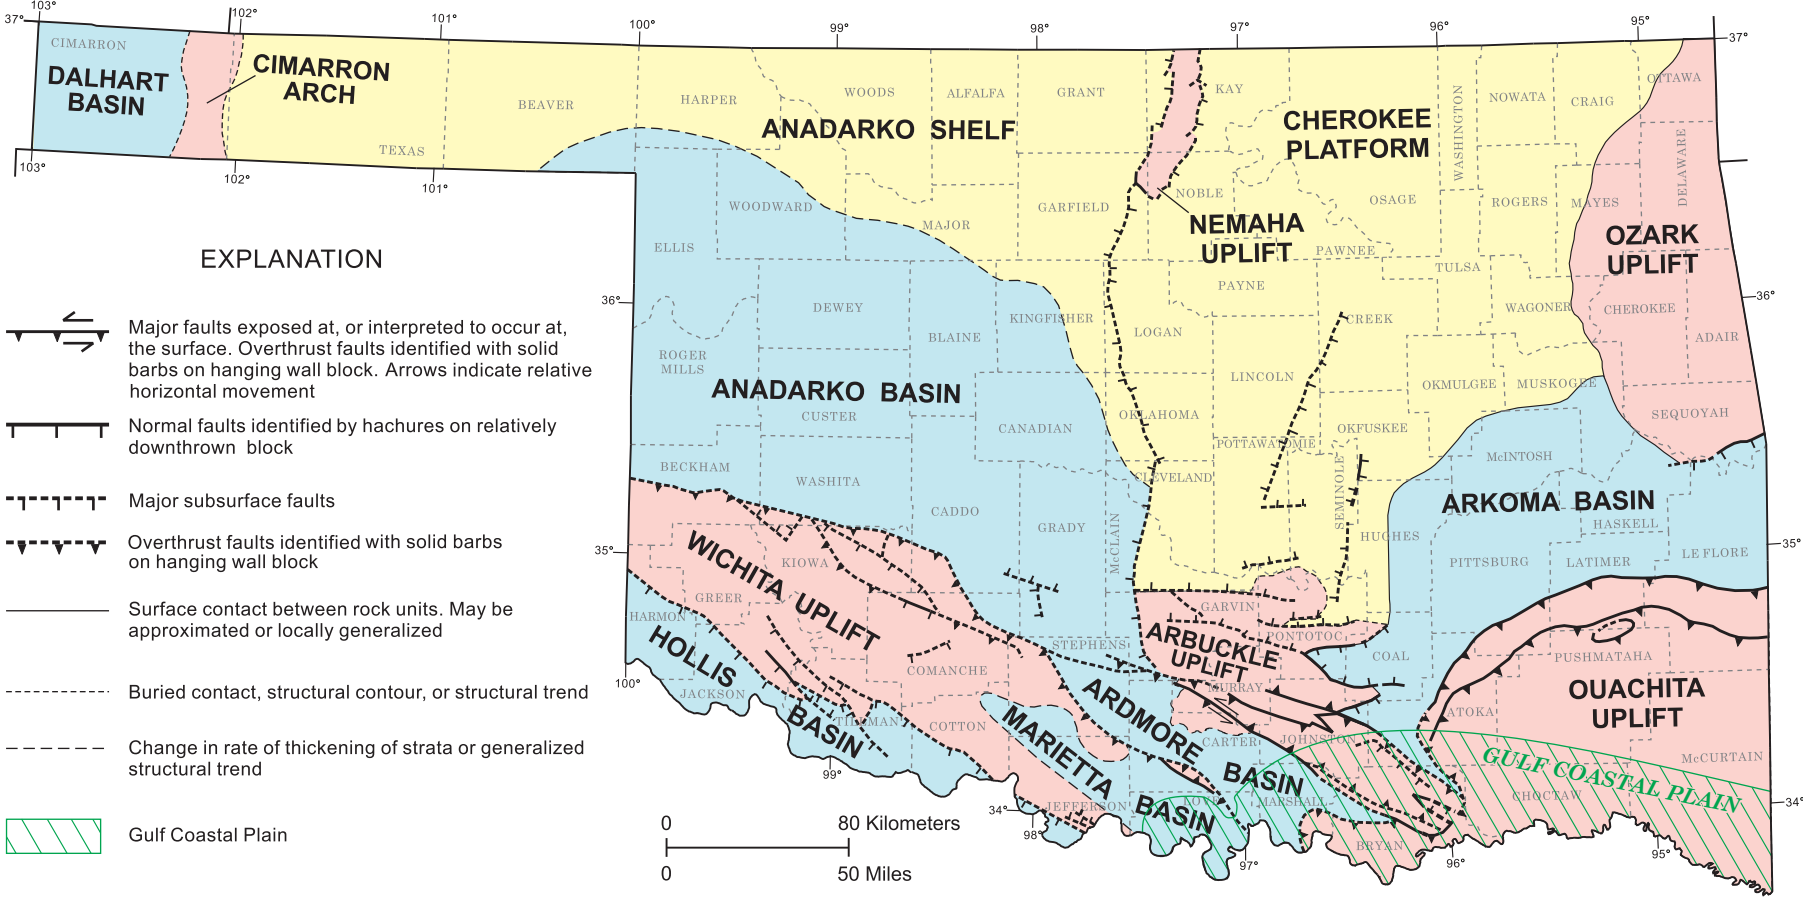 103°
102°
101°
100°
99°
98°
97°
96°
95°
37°
37°
CIMARRON
DALHART
BASIN
CIMARRON
ARCH
BEAVER
TEXAS
HARPER
WOODS
ALFALFA
GRANT
KAY
ANADARKO SHELF
CHEROKEE
PLATFORM
WASHINGTON
NOWATA
CRAIG
OTTAWA
DELAWARE
103°
102°
101°
WOODWARD
MAJOR
GARFIELD
NOBLE
OSAGE
ROGERS
MAYES
NEMAHA
UPLIFT
OZARK
UPLIFT
ELLIS
PAWNEE
TULSA
PAYNE
EXPLANATION
36°
36°
DEWEY
KINGFISHER
BLAINE
LOGAN
CREEK
WAGONER
CHEROKEE
ADAIR
ROGER
MILLS
LINCOLN
OKMULGEE
MUSKOGEE
ANADARKO BASIN
CUSTER
CANADIAN
OKLAHOMA
POTTAWATOMIE
OKFUSKEE
SEQUOYAH
BECKHAM
WASHITA
CLEVELAND
SEMINOLE
McINTOSH
ARKOMA BASIN
CADDO
GRADY
McCLAIN
HUGHES
HASKELL
PITTSBURG
LATIMER
LE FLORE
35°
35°
WICHITA UPLIFT
KIOWA
GREER
HARMON
GARVIN
PONTOTOC
ARBUCKLE
UPLIFT
STEPHENS
COAL
PUSHMATAHA
HOLLIS
BASIN
COMANCHE
JACKSON
100°
MURRAY
ATOKA
OUACHITA
UPLIFT
TILLMAN
COTTON
ARDMORE
BASIN
CARTER
JOHNSTON
McCURTAIN
MARIETTA
BASIN
99°
GULF COASTAL PLAIN
JEFFERSON
LOVE
MARSHALL
CHOCTAW
BRYAN
34°
34°
98°
97°
96°
95°
Major faults exposed at, or interpreted to occur at,
the surface. Overthrust faults identified with solid
barbs on hanging wall block. Arrows indicate relative
horizontal movement
Normal faults identified by hachures on relatively
downthrown block
Major subsurface faults
Overthrust faults identified with solid barbs
on hanging wall block
Surface contact between rock units. May be
approximated or locally generalized
Buried contact, structural contour, or structural trend
Change in rate of thickening of strata or generalized
structural trend
Gulf Coastal Plain
0 80 Kilometers
0 50 Miles